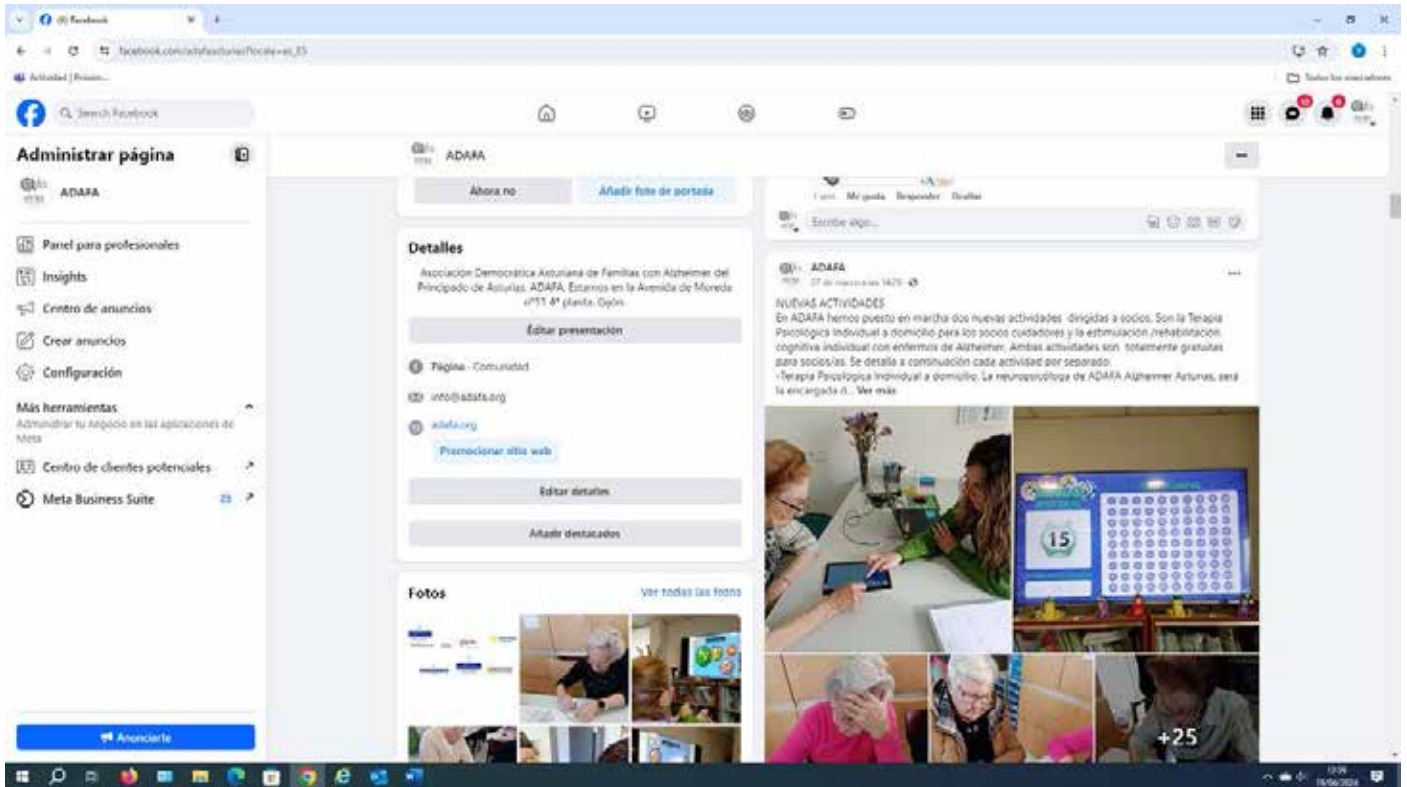 Facebook
Search Facebook
Administrar página
ADAFA
Panel para profesionales
Insights
Centro de anuncios
Crear anuncios
Configuración
Más herramientas
Administrar tu negocio en las aplicaciones de
Meta
Centro de clientes potenciales
Meta Business Suite
Anunciarte
ADAFA
Ahora no
Añadir foto de portada
Detalles
Asociación Democrática Asturiana de Familias con Alzheimer del
Principado de Asturias. ADAFA. Estamos en la Avenida de Moreda
nº11 4ª planta. Gijón
Editar presentación
Página · Comunidad
info@adafa.org
adafa.org
Promocionar sitio web
Editar detalles
Añadir destacados
Fotos
Ver todas las fotos
Me gusta Responder Ocultar
Escribe algo...
ADAFA
27 de marzo a las
NUEVAS ACTIVIDADES
En ADAFA hemos puesto en marcha dos nuevas actividades dirigidas a socios. Son la Terapia
Psicológica Individual a domicilio para los socios cuidadores y la estimulación /rehabilitación
cognitiva individual con enfermos de Alzheimer. Ambas actividades son totalmente gratuitas
para socios/as. Se detalla a continuación cada actividad por separado:
-Terapia Psicológica Individual a domicilio. La neuropsicóloga de ADAFA Alzheimer Asturias, será
la encargada d... Ver más
15
+25